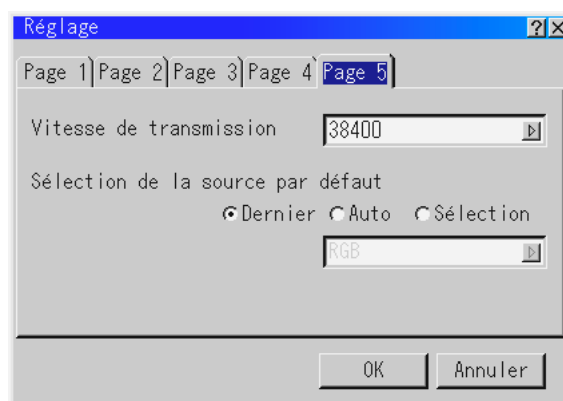 Réglage
Page 1 Page 2 Page 3 Page 4 Page 5
Vitesse de transmission 38400
Sélection de la source par défaut
Dernier Auto Sélection
RGB
OK Annuler